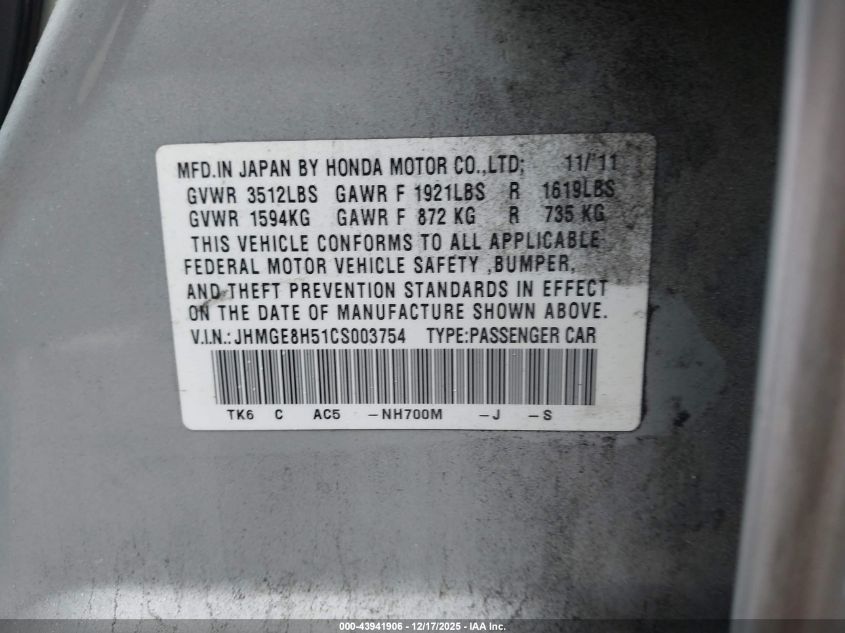 MFD.IN JAPAN BY HONDA MOTOR CO.,LTD; 11/'11
GVWR 3512LBS GAWR F 1921LBS R 1619LBS
GVWR 1594KG GAWR F 872 KG R 735 KG
THIS VEHICLE CONFORMS TO ALL APPLICABLE
FEDERAL MOTOR VEHICLE SAFETY ,BUMPER,
AND THEFT PREVENTION STANDARDS IN EFFECT
ON THE DATE OF MANUFACTURE SHOWN ABOVE.
V.I.N.: JHMGE8H51CS003754 TYPE:PASSENGER CAR
TK6 C AC5 -NH700M -J -S
000-43941906 - 12/17/2025 - IAA Inc.